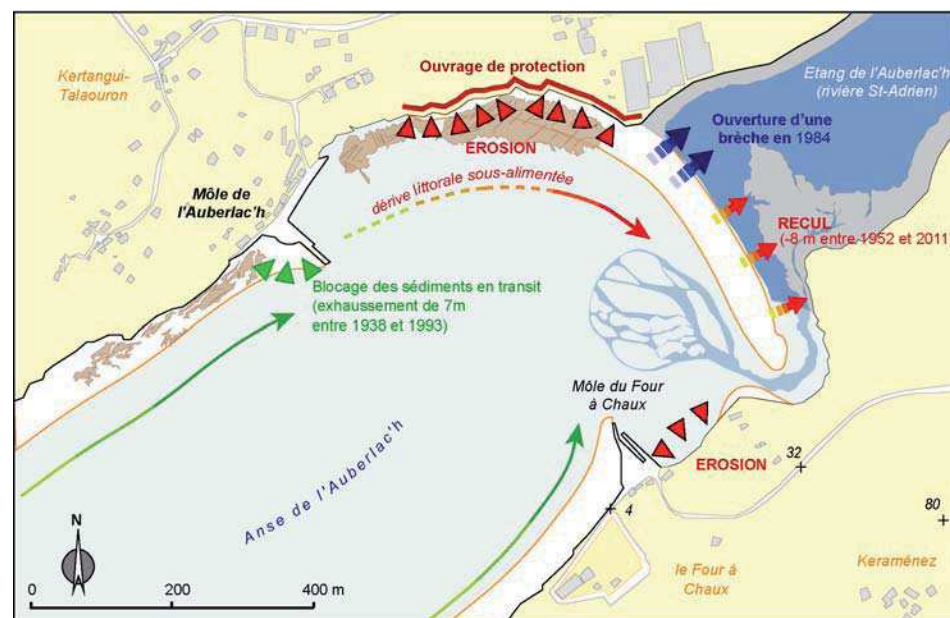 Kertangui-
Talaouron
Ouvrage de protection
Etang de l'Auberlac'h
(rivière St-Adrien)
Ouverture d'une
brèche en 1984
EROSION
Môle de
l'Auberlac'h
dérive littorale sous-alimentée
RECUL
(-8 m entre 1952 et 2011)
Blocage des sédiments en transit
(exhaussement de 7m
entre 1938 et 1993)
Môle du Four
à Chaux
EROSION
32
4
80
Anse de l'Auberlac'h
N
le Four à
Chaux
Keraménez
0 200 400 m